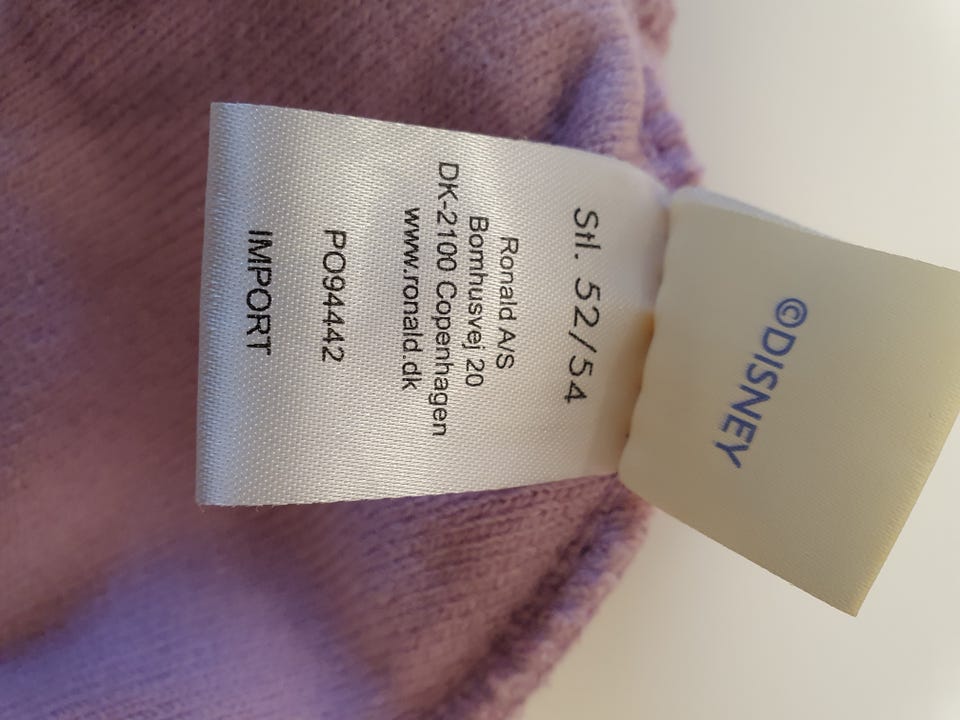 Stl. 52/54
Ronald A/S
Bomhusvej 20
DK-2100 Copenhagen
www.ronald.dk
PO94442
IMPORT
©DISNEY